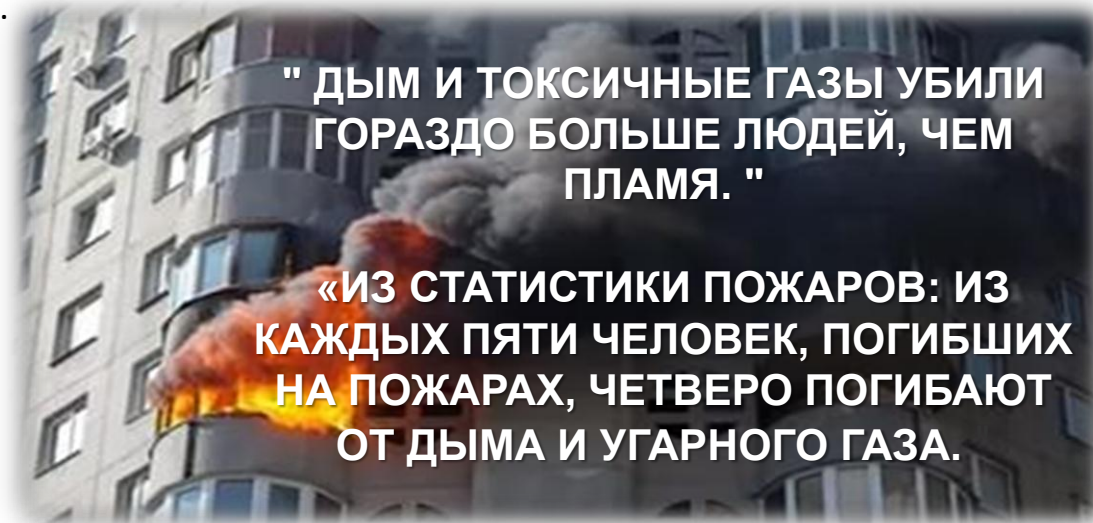 .
" ДЫМ И ТОКСИЧНЫЕ ГАЗЫ УБИЛИ
ГОРАЗДО БОЛЬШЕ ЛЮДЕЙ, ЧЕМ
ПЛАМЯ. "
«ИЗ СТАТИСТИКИ ПОЖАРОВ: ИЗ
КАЖДЫХ ПЯТИ ЧЕЛОВЕК, ПОГИБШИХ
НА ПОЖАРАХ, ЧЕТВЕРО ПОГИБАЮТ
ОТ ДЫМА И УГАРНОГО ГАЗА.